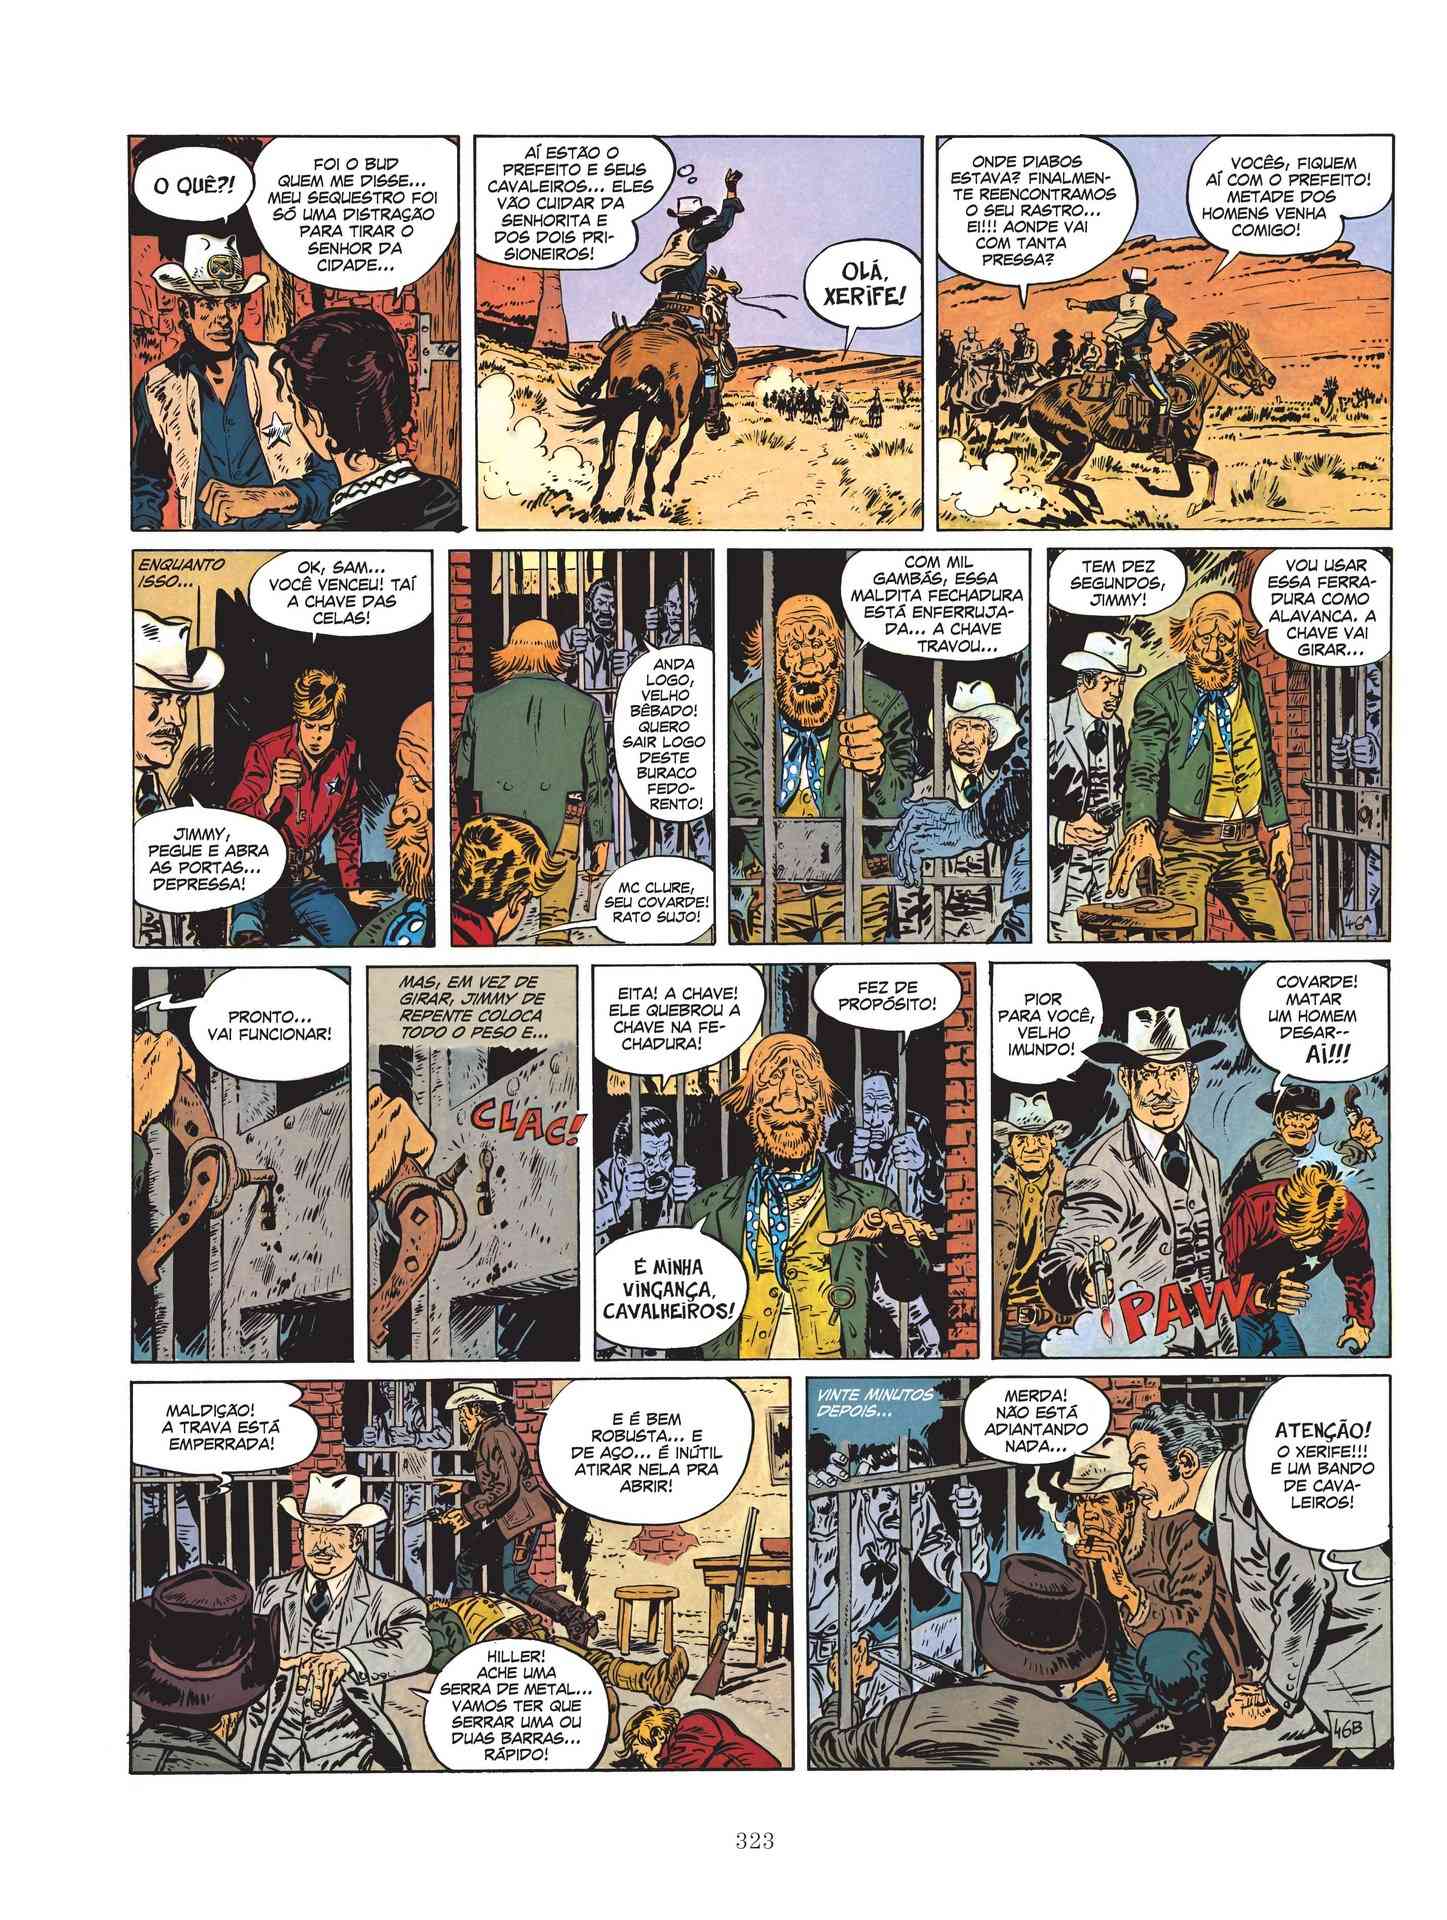 O QUÊ?!
FOI O BUD
QUEM ME DISSE...
MEU SEQUESTRO FOI
SÓ UMA DISTRAÇÃO
PARA TIRAR O
SENHOR DA
CIDADE...
AÍ ESTÃO O
PREFEITO E SEUS
CAVALEIROS... ELES
VÃO CUIDAR DA
SENHORITA E
DOS DOIS PRI-
SIONEIROS!
OLÁ,
XERIFE!
ONDE DIABOS
ESTAVA? FINALMEN-
TE REENCONTRAMOS
O SEU RASTRO...
EI!!! AONDE VAI
COM TANTA
PRESSA?
VOCÊS, FIQUEM
AÍ COM O PREFEITO!
METADE DOS
HOMENS VENHA
COMIGO!
ENQUANTO
ISSO...
OK, SAM...
VOCÊ VENCEU! TAÍ
A CHAVE DAS
CELAS!
JIMMY,
PEGUE E ABRA
AS PORTAS...
DEPRESSA!
ANDA
LOGO,
VELHO
BÊBADO!
QUERO
SAIR LOGO
DESTE
BURACO
FEDO-
RENTO!
MC CLURE,
SEU COVARDE!
RATO SUJO!
COM MIL
GAMBÁS, ESSA
MALDITA FECHADURA
ESTÁ ENFERRUJA-
DA... A CHAVE
TRAVOU...
TEM DEZ
SEGUNDOS,
JIMMY!
VOU USAR
ESSA FERRA-
DURA COMO
ALAVANCA. A
CHAVE VAI
GIRAR...
46A
PRONTO...
VAI FUNCIONAR!
MAS, EM VEZ DE
GIRAR, JIMMY DE
REPENTE COLOCA
TODO O PESO E...
CLAC!
EITA! A CHAVE!
ELE QUEBROU A
CHAVE NA FE-
CHADURA!
FEZ DE
PROPÓSITO!
É MINHA
VINGANÇA,
CAVALHEIROS!
PIOR
PARA VOCÊ,
VELHO
IMUNDO!
COVARDE!
MATAR
UM HOMEM
DESAR--
AÍ!!!
PAW
MALDIÇÃO!
A TRAVA ESTÁ
EMPERRADA!
E É BEM
ROBUSTA... E
DE AÇO... É INÚTIL
ATIRAR NELA PRA
ABRIR!
HILLER!
ACHE UMA
SERRA DE METAL...
VAMOS TER QUE
SERRAR UMA OU
DUAS BARRAS...
RÁPIDO!
VINTE MINUTOS
DEPOIS...
MERDA!
NÃO ESTÁ
ADIANTANDO
NADA...
ATENÇÃO!
O XERIFE!!!
E UM BANDO
DE CAVA-
LEIROS!
46B
323